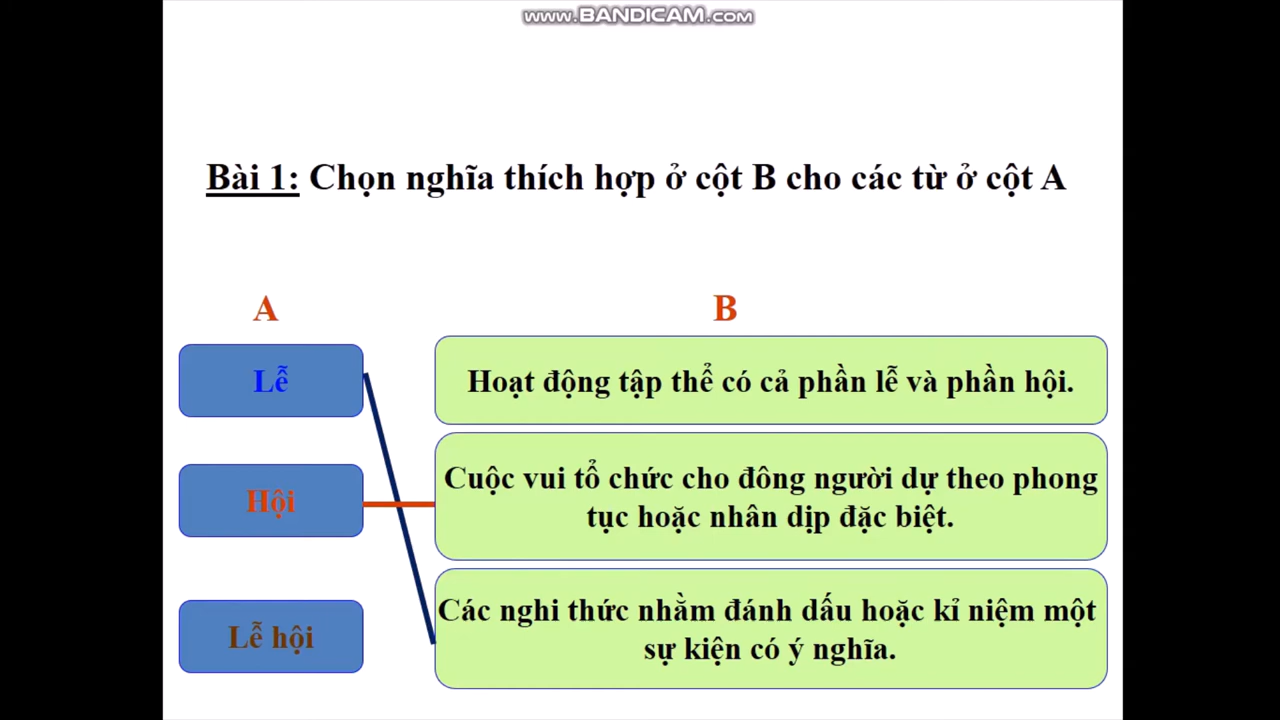 www.BANDICAM.com
Bài 1: Chọn nghĩa thích hợp ở cột B cho các từ ở cột A
A
B
Lễ
Hoạt động tập thể có cả phần lễ và phần hội.
Hội
Cuộc vui tổ chức cho đông người dự theo phong
tục hoặc nhân dịp đặc biệt.
Lễ hội
Các nghi thức nhằm đánh dấu hoặc kỉ niệm một
sự kiện có ý nghĩa.